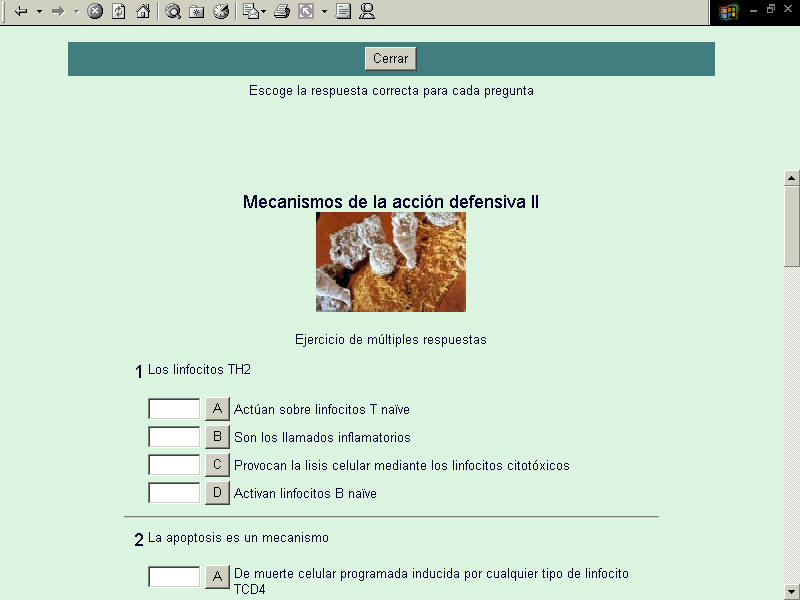 Cerrar
Escoge la respuesta correcta para cada pregunta
Mecanismos de la acción defensiva II
Ejercicio de múltiples respuestas
1 Los linfocitos TH2
A Actúan sobre linfocitos T naïve
B Son los llamados inflamatorios
C Provocan la lisis celular mediante los linfocitos citotóxicos
D Activan linfocitos B naïve
2 La apoptosis es un mecanismo
A De muerte celular programada inducida por cualquier tipo de linfocito
TCD4